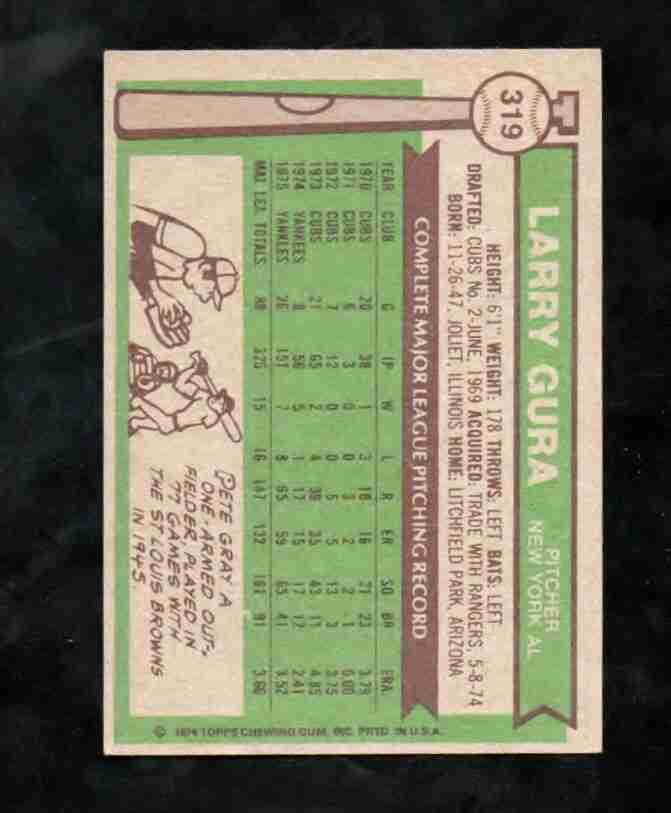 319
LARRY GURA
PITCHER
NEW YORK AL
HEIGHT: 6'1" WEIGHT: 178 THROWS: LEFT BATS: LEFT
DRAFTED: CUBS No. 2-JUNE, 1969 ACQUIRED: TRADE WITH RANGERS, 5-8-74
BORN: 11-26-47, JOLIET, ILLINOIS HOME: LITCHFIELD PARK, ARIZONA
COMPLETE MAJOR LEAGUE PITCHING RECORD
YEAR CLUB G IP W L R ER SO BB ERA
1970 CUBS 20 38 1 3 18 16 21 23 3.79
1971 CUBS 6 3 0 0 3 2 2 1 6.00
1972 CUBS 7 12 0 0 5 5 13 3 3.75
1973 CUBS 21 65 2 4 38 35 43 11 4.85
1974 YANKEES 8 56 5 1 17 15 17 12 2.41
1975 YANKEES 26 151 7 8 65 59 65 41 3.52
MAJ. LEA. TOTALS 88 325 15 16 147 132 161 91 3.66
PETE GRAY A
ONE-ARMED OUT-
FIELDER, PLAYED IN
77 GAMES WITH
THE ST LOUIS BROWNS
IN 1945.
© 1976 TOPPS CHEWING GUM, INC. PRTD. IN U.S.A.